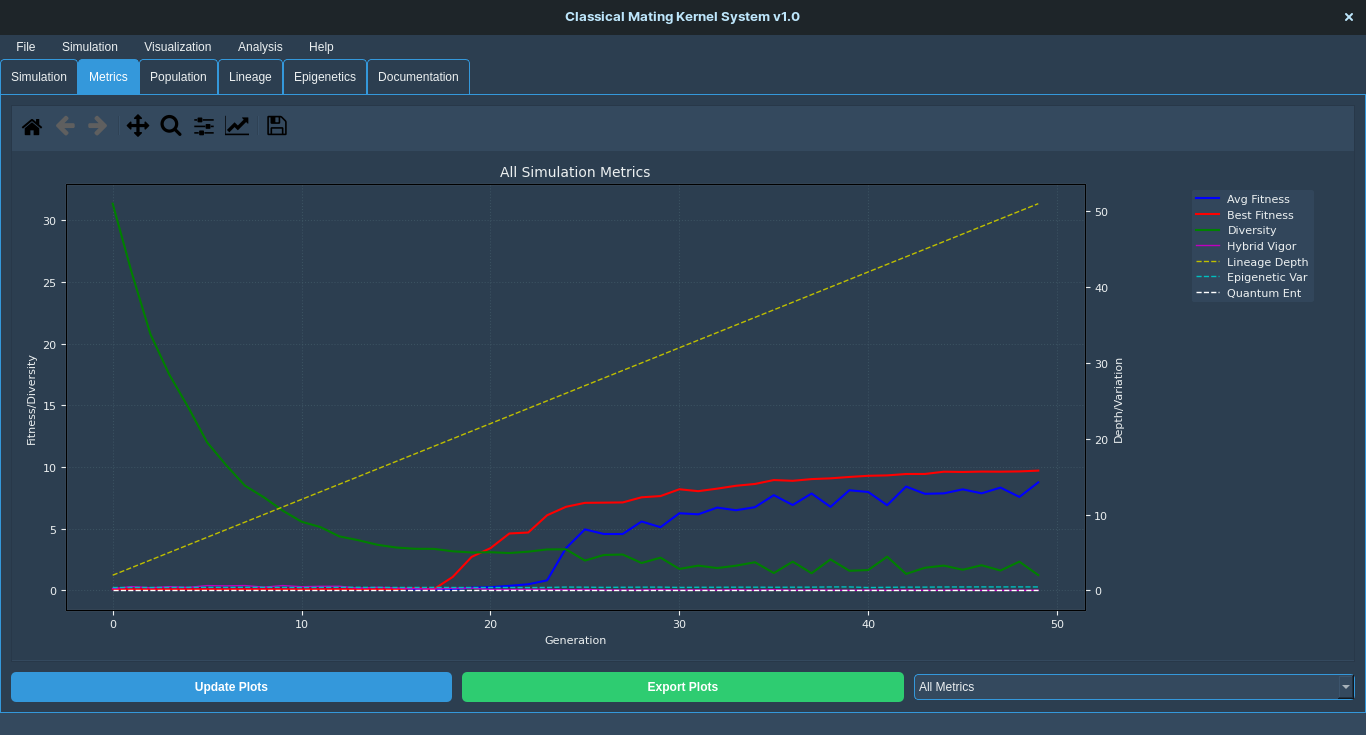 Classical Mating Kernel System v1.0 ×
File Simulation Visualization Analysis Help
Simulation Metrics Population Lineage Epigenetics Documentation
All Simulation Metrics
Fitness/Diversity
30
25
20
15
10
5
0
0 10 20 30 40 50
Generation
50
40
30
20
10
0
Depth/Variation
Avg Fitness
Best Fitness
Diversity
Hybrid Vigor
Lineage Depth
Epigenetic Var
Quantum Ent
Update Plots Export Plots All Metrics